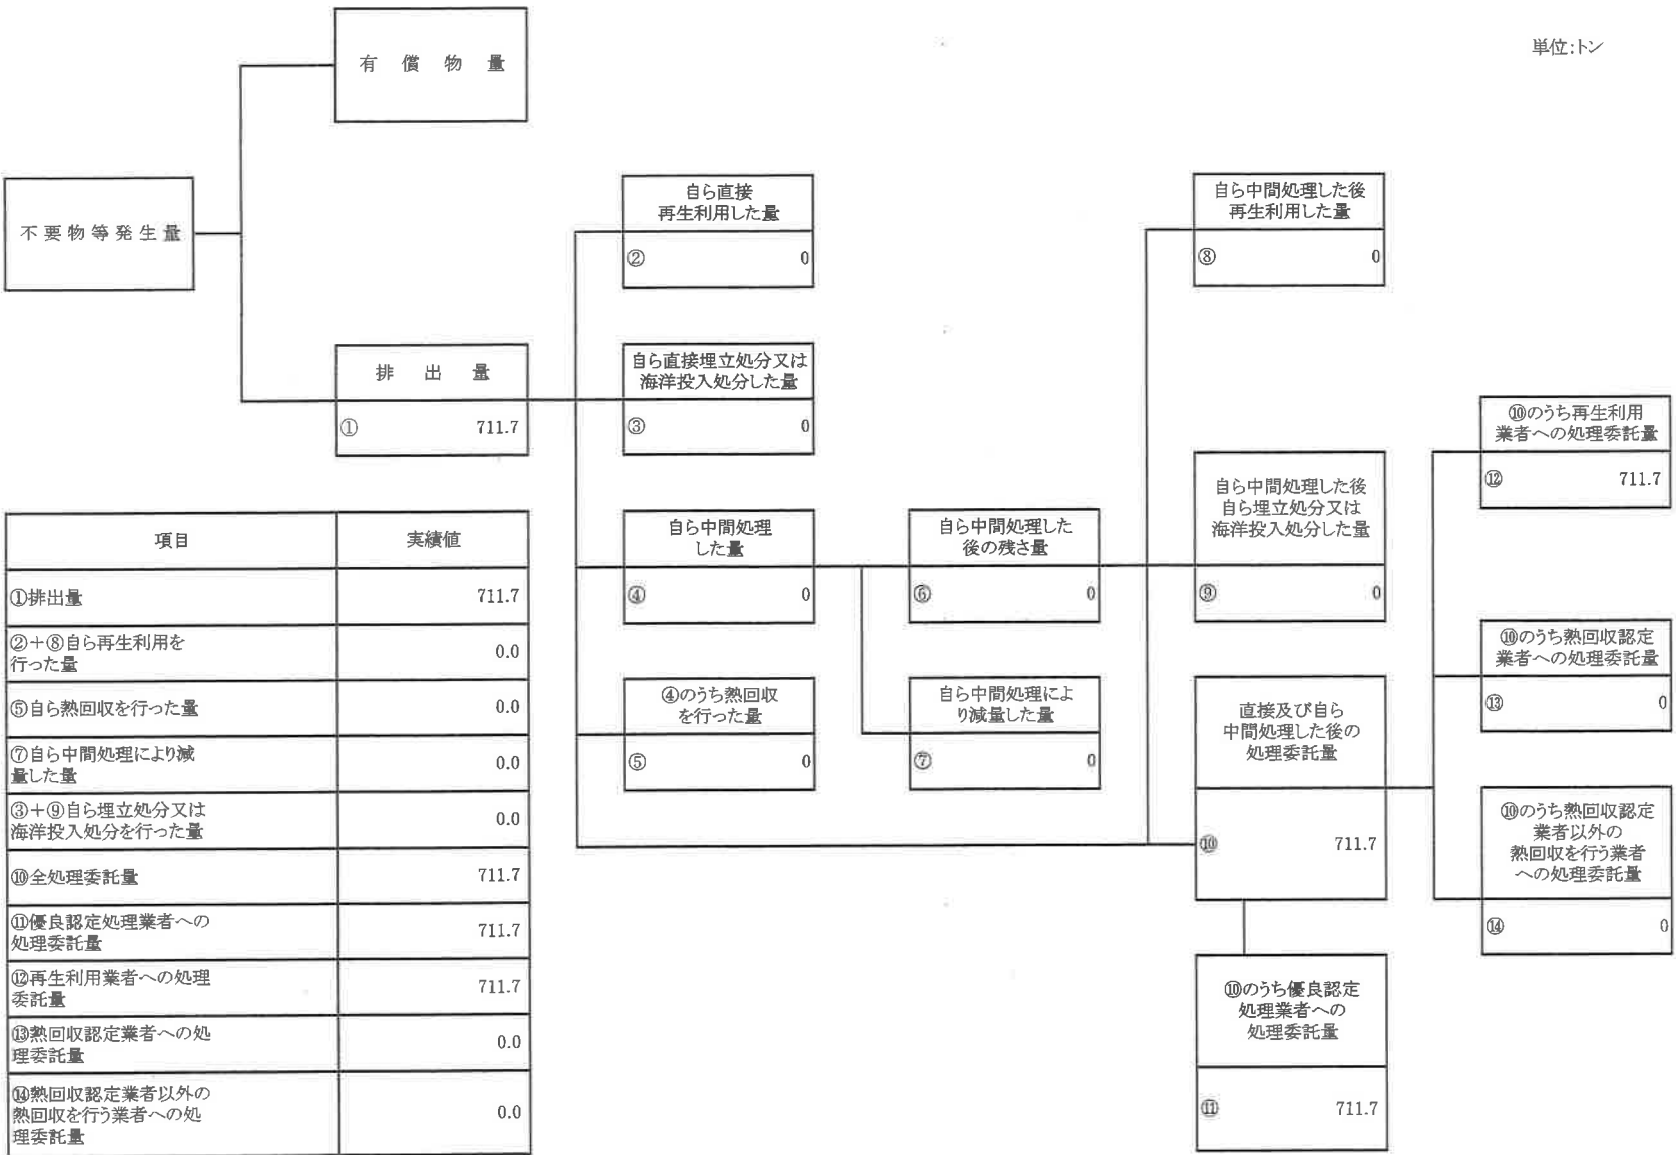 単位:トン
有償物量
不要物等発生量
排出量
① 711.7
自ら直接
再生利用した量
② 0
自ら直接埋立処分又は
海洋投入処分した量
③ 0
自ら中間処理
した量
④ 0
④のうち熱回収
を行った量
⑤ 0
自ら中間処理した
後の残さ量
⑥ 0
自ら中間処理によ
り減量した量
⑦ 0
自ら中間処理した後
再生利用した量
⑧ 0
自ら中間処理した後
自ら埋立処分又は
海洋投入処分した量
⑨ 0
直接及び自ら
中間処理した後の
処理委託量
⑩ 711.7
⑩のうち優良認定
処理業者への
処理委託量
⑪ 711.7
⑩のうち再生利用
業者への処理委託量
⑫ 711.7
⑩のうち熱回収認定
業者への処理委託量
⑬ 0
⑩のうち熱回収認定
業者以外の
熱回収を行う業者
への処理委託量
⑭ 0
項目 実績値
①排出量 711.7
②+⑧自ら再生利用を
行った量 0.0
⑤自ら熱回収を行った量 0.0
⑦自ら中間処理により減
量した量 0.0
③+⑨自ら埋立処分又は
海洋投入処分を行った量 0.0
⑩全処理委託量 711.7
⑪優良認定処理業者への
処理委託量 711.7
⑫再生利用業者への処理
委託量 711.7
⑬熱回収認定業者への処
理委託量 0.0
⑭熱回収認定業者以外の
熱回収を行う業者への処
理委託量 0.0